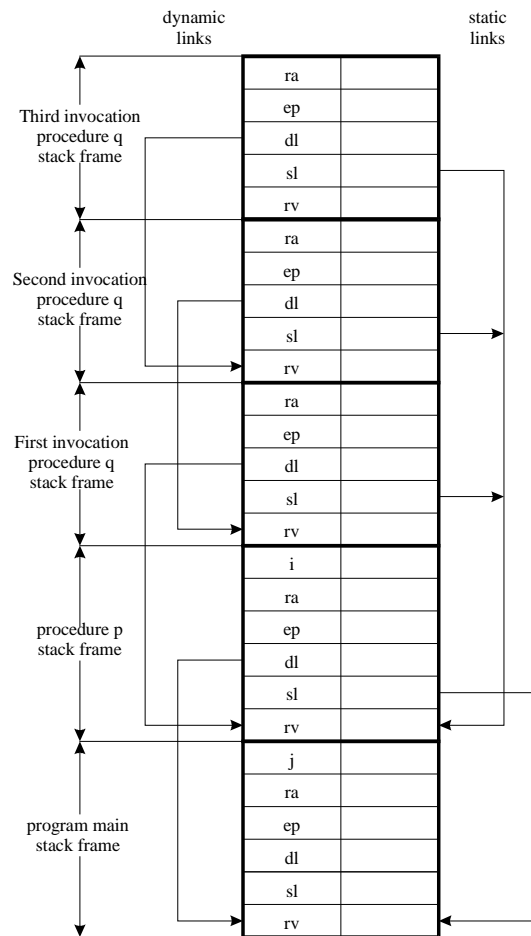 dynamic
links
static
links
Third invocation
procedure q
stack frame
ra
ep
dl
sl
rv
Second invocation
procedure q
stack frame
ra
ep
dl
sl
rv
First invocation
procedure q
stack frame
ra
ep
dl
sl
rv
procedure p
stack frame
i
ra
ep
dl
sl
rv
program main
stack frame
j
ra
ep
dl
sl
rv